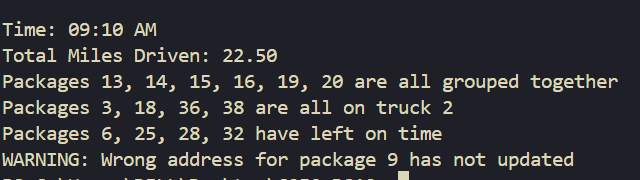 Time: 09:10 AM
Total Miles Driven: 22.50
Packages 13, 14, 15, 16, 19, 20 are all grouped together
Packages 3, 18, 36, 38 are all on truck 2
Packages 6, 25, 28, 32 have left on time
WARNING: Wrong address for package 9 has not updated